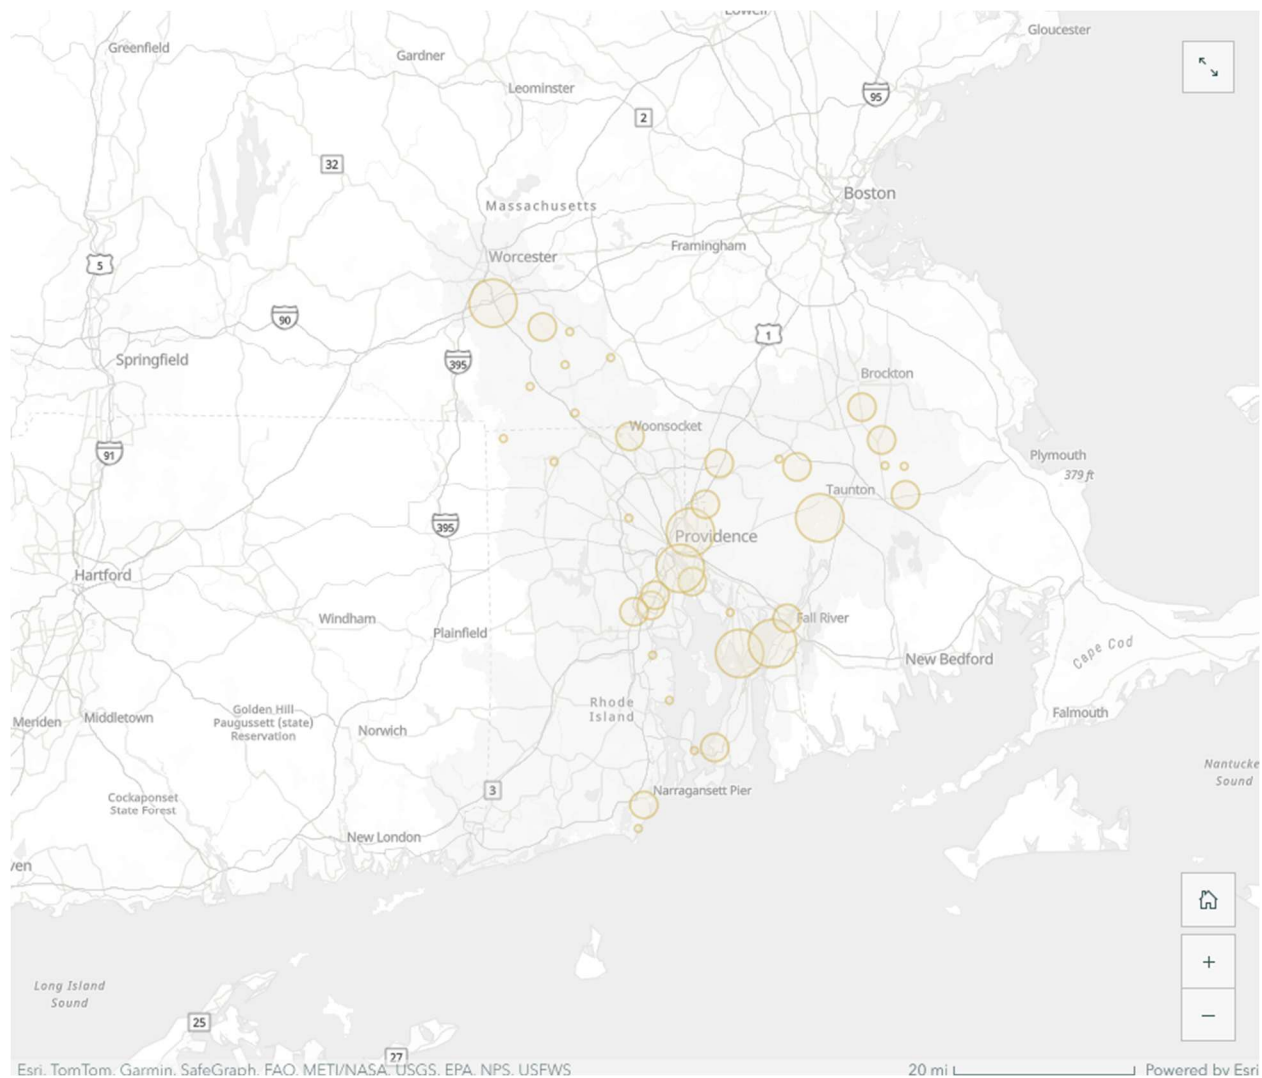 Lowell
Gloucester
Greenfield
Gardner
Leominster
95
2
32
Boston
Massachusetts
Framingham
Worcester
5
90
1
Springfield
395
Brockton
Woonsocket
91
Plymouth
379 ft
Taunton
395
Providence
Hartford
Windham
Fall River
Plainfield
Cape Cod
New Bedford
Rhode
Island
Golden Hill
Paugussett (state)
Reservation
Meriden
Middletown
Norwich
Falmouth
Nantucke
Sound
3
Narragansett Pier
Cockaponset
State Forest
New London
ven
Long Island
Sound
25
27
Esri, TomTom, Garmin, SafeGraph, FAO, METI/NASA, USGS, EPA, NPS, USFWS
20 mi
Powered by Esri